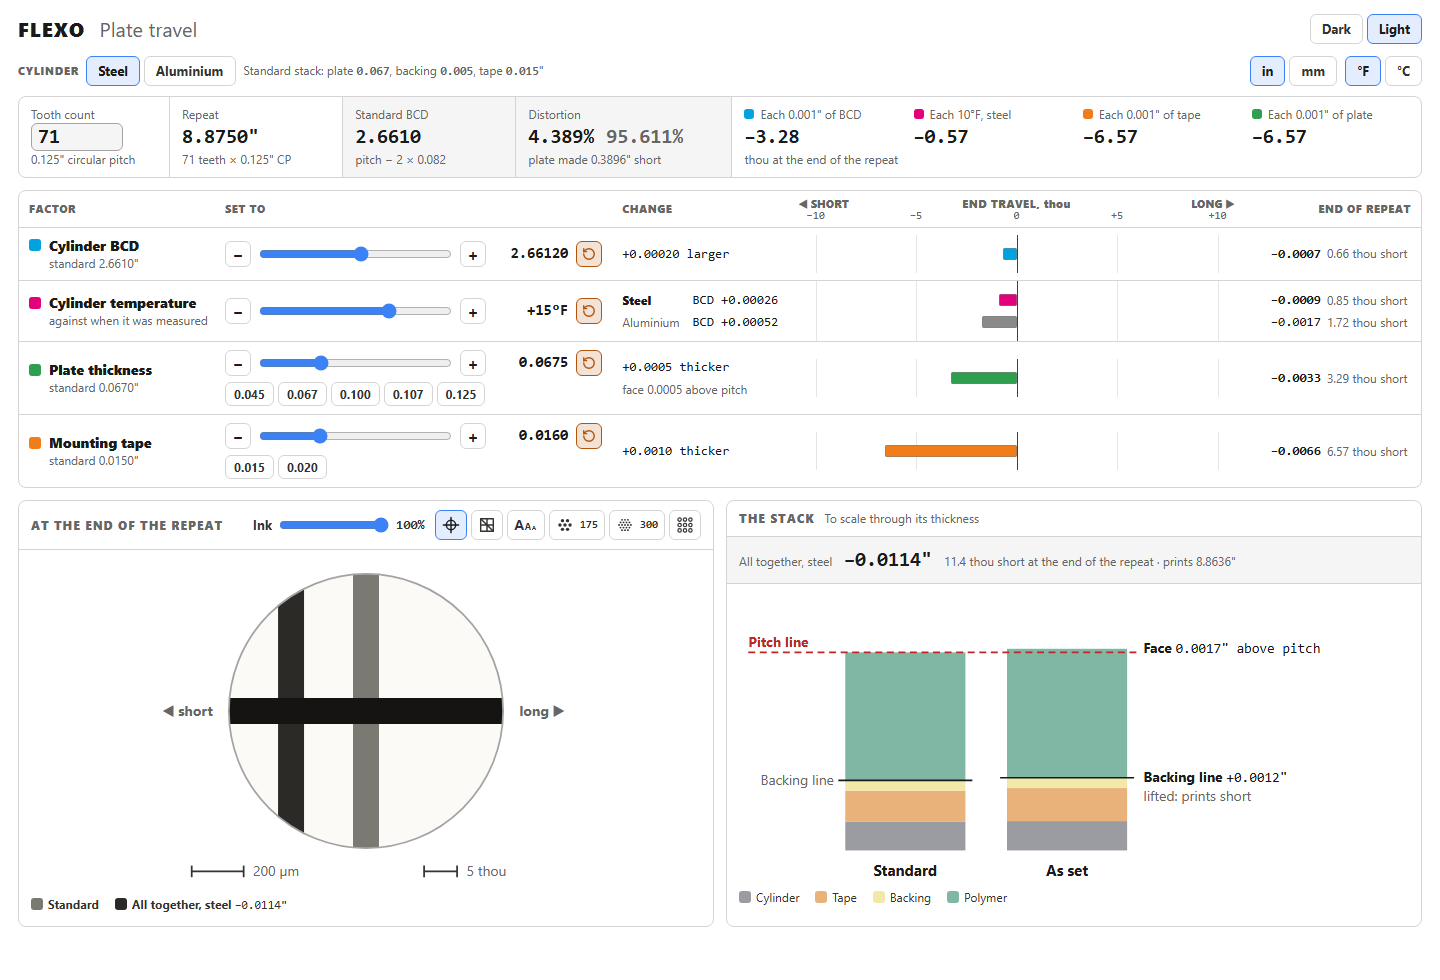 FLEXO Plate travel
Dark Light
CYLINDER Steel Aluminium Standard stack: plate 0.067, backing 0.005, tape 0.015"
in mm °F °C
Tooth count
71
0.125" circular pitch
Repeat
8.8750"
71 teeth × 0.125" CP
Standard BCD
2.6610
pitch − 2 × 0.082
Distortion
4.389% 95.611%
plate made 0.3896" short
Each 0.001" of BCD
−3.28
thou at the end of the repeat
Each 10°F, steel
−0.57
Each 0.001" of tape
−6.57
Each 0.001" of plate
−6.57
FACTOR SET TO CHANGE ◀ SHORT END TRAVEL, thou LONG ▶ END OF REPEAT
−10 −5 0 +5 +10
Cylinder BCD
standard 2.6610"
− + 2.66120
+0.00020 larger
−0.0007 0.66 thou short
Cylinder temperature
against when it was measured
− + +15°F
Steel BCD +0.00026
−0.0009 0.85 thou short
Aluminium BCD +0.00052
−0.0017 1.72 thou short
Plate thickness
standard 0.0670"
− + 0.0675
0.045 0.067 0.100 0.107 0.125
+0.0005 thicker
face 0.0005 above pitch
−0.0033 3.29 thou short
Mounting tape
standard 0.0150"
− + 0.0160
0.015 0.020
+0.0010 thicker
−0.0066 6.57 thou short
AT THE END OF THE REPEAT Ink 100% AAA 175 300
◀ short long ▶
200 µm 5 thou
Standard All together, steel −0.0114"
THE STACK To scale through its thickness
All together, steel −0.0114" 11.4 thou short at the end of the repeat · prints 8.8636"
Pitch line
Face 0.0017" above pitch
Backing line
Backing line +0.0012"
lifted: prints short
Standard As set
Cylinder Tape Backing Polymer